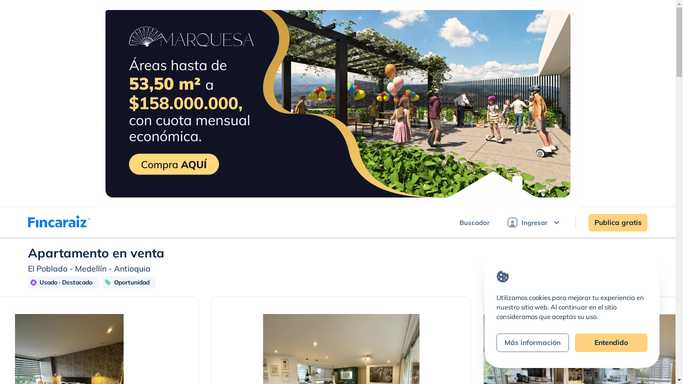 MARQUESA
Áreas hasta de
53,50 m² a
$158.000.000,
con cuota mensual
económica.
Compra AQUÍ
Fincaraiz
Buscador
Ingresar
Publica gratis
Apartamento en venta
El Poblado - Medellín - Antioquia
Usado - Destacado
Oportunidad
Utilizamos cookies para mejorar tu experiencia en
nuestro sitio web. Al continuar en el sitio
consideramos que aceptas su uso.
Más información
Entendido